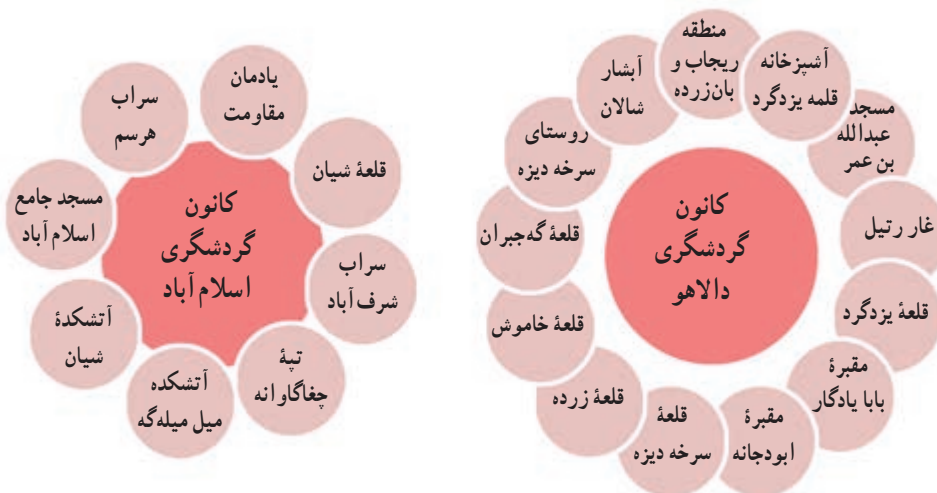 کانون
گردشگری
دالاهو
منطقه
ریجاب و
بان‌زرده
آشپزخانه
قلمه یزدگرد
مسجد
عبدالله
بن عمر
غار رتیل
قلعهٔ یزدگرد
مقبرهٔ
بابا یادگار
مقبرهٔ
ابودجانه
قلعهٔ
سرخه دیزه
قلعهٔ زرده
قلعهٔ خاموش
قلعهٔ گه‌جبران
روستای
سرخه دیزه
آبشار
شالان
کانون
گردشگری
اسلام آباد
یادمان
مقاومت
قلعهٔ شیان
سراب
شرف آباد
تپهٔ
چغاگاوانه
آتشکده
میل میله‌گه
آتشکدهٔ
شیان
مسجد جامع
اسلام آباد
سراب
هرسم